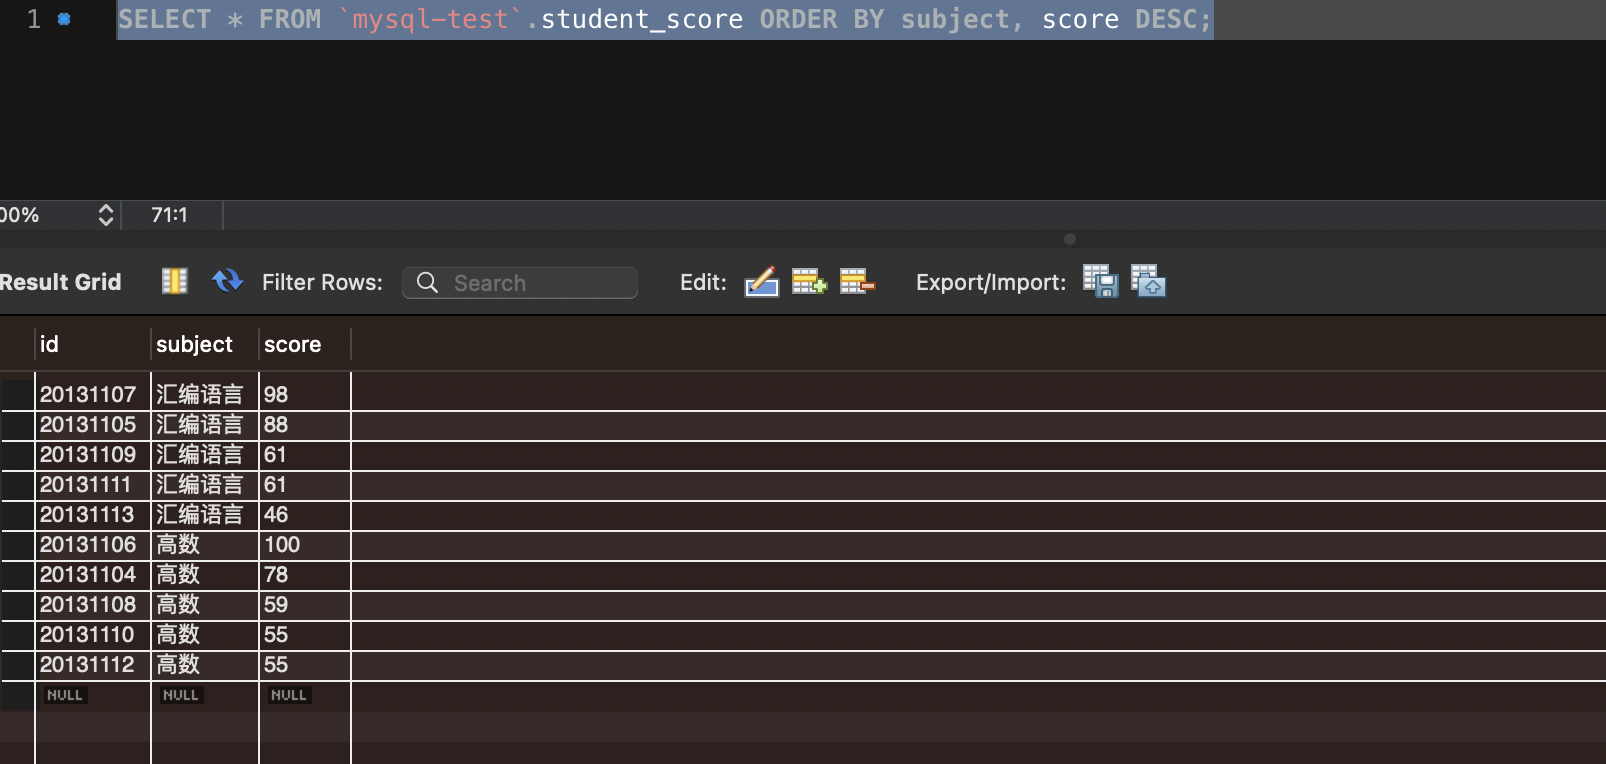 1 SELECT * FROM `mysql-test`.student_score ORDER BY subject, score DESC;
00% 71:1
Result Grid Filter Rows: Search Edit: Export/Import:
id subject score
20131107 汇编语言 98
20131105 汇编语言 88
20131109 汇编语言 61
20131111 汇编语言 61
20131113 汇编语言 46
20131106 高数 100
20131104 高数 78
20131108 高数 59
20131110 高数 55
20131112 高数 55
NULL NULL NULL